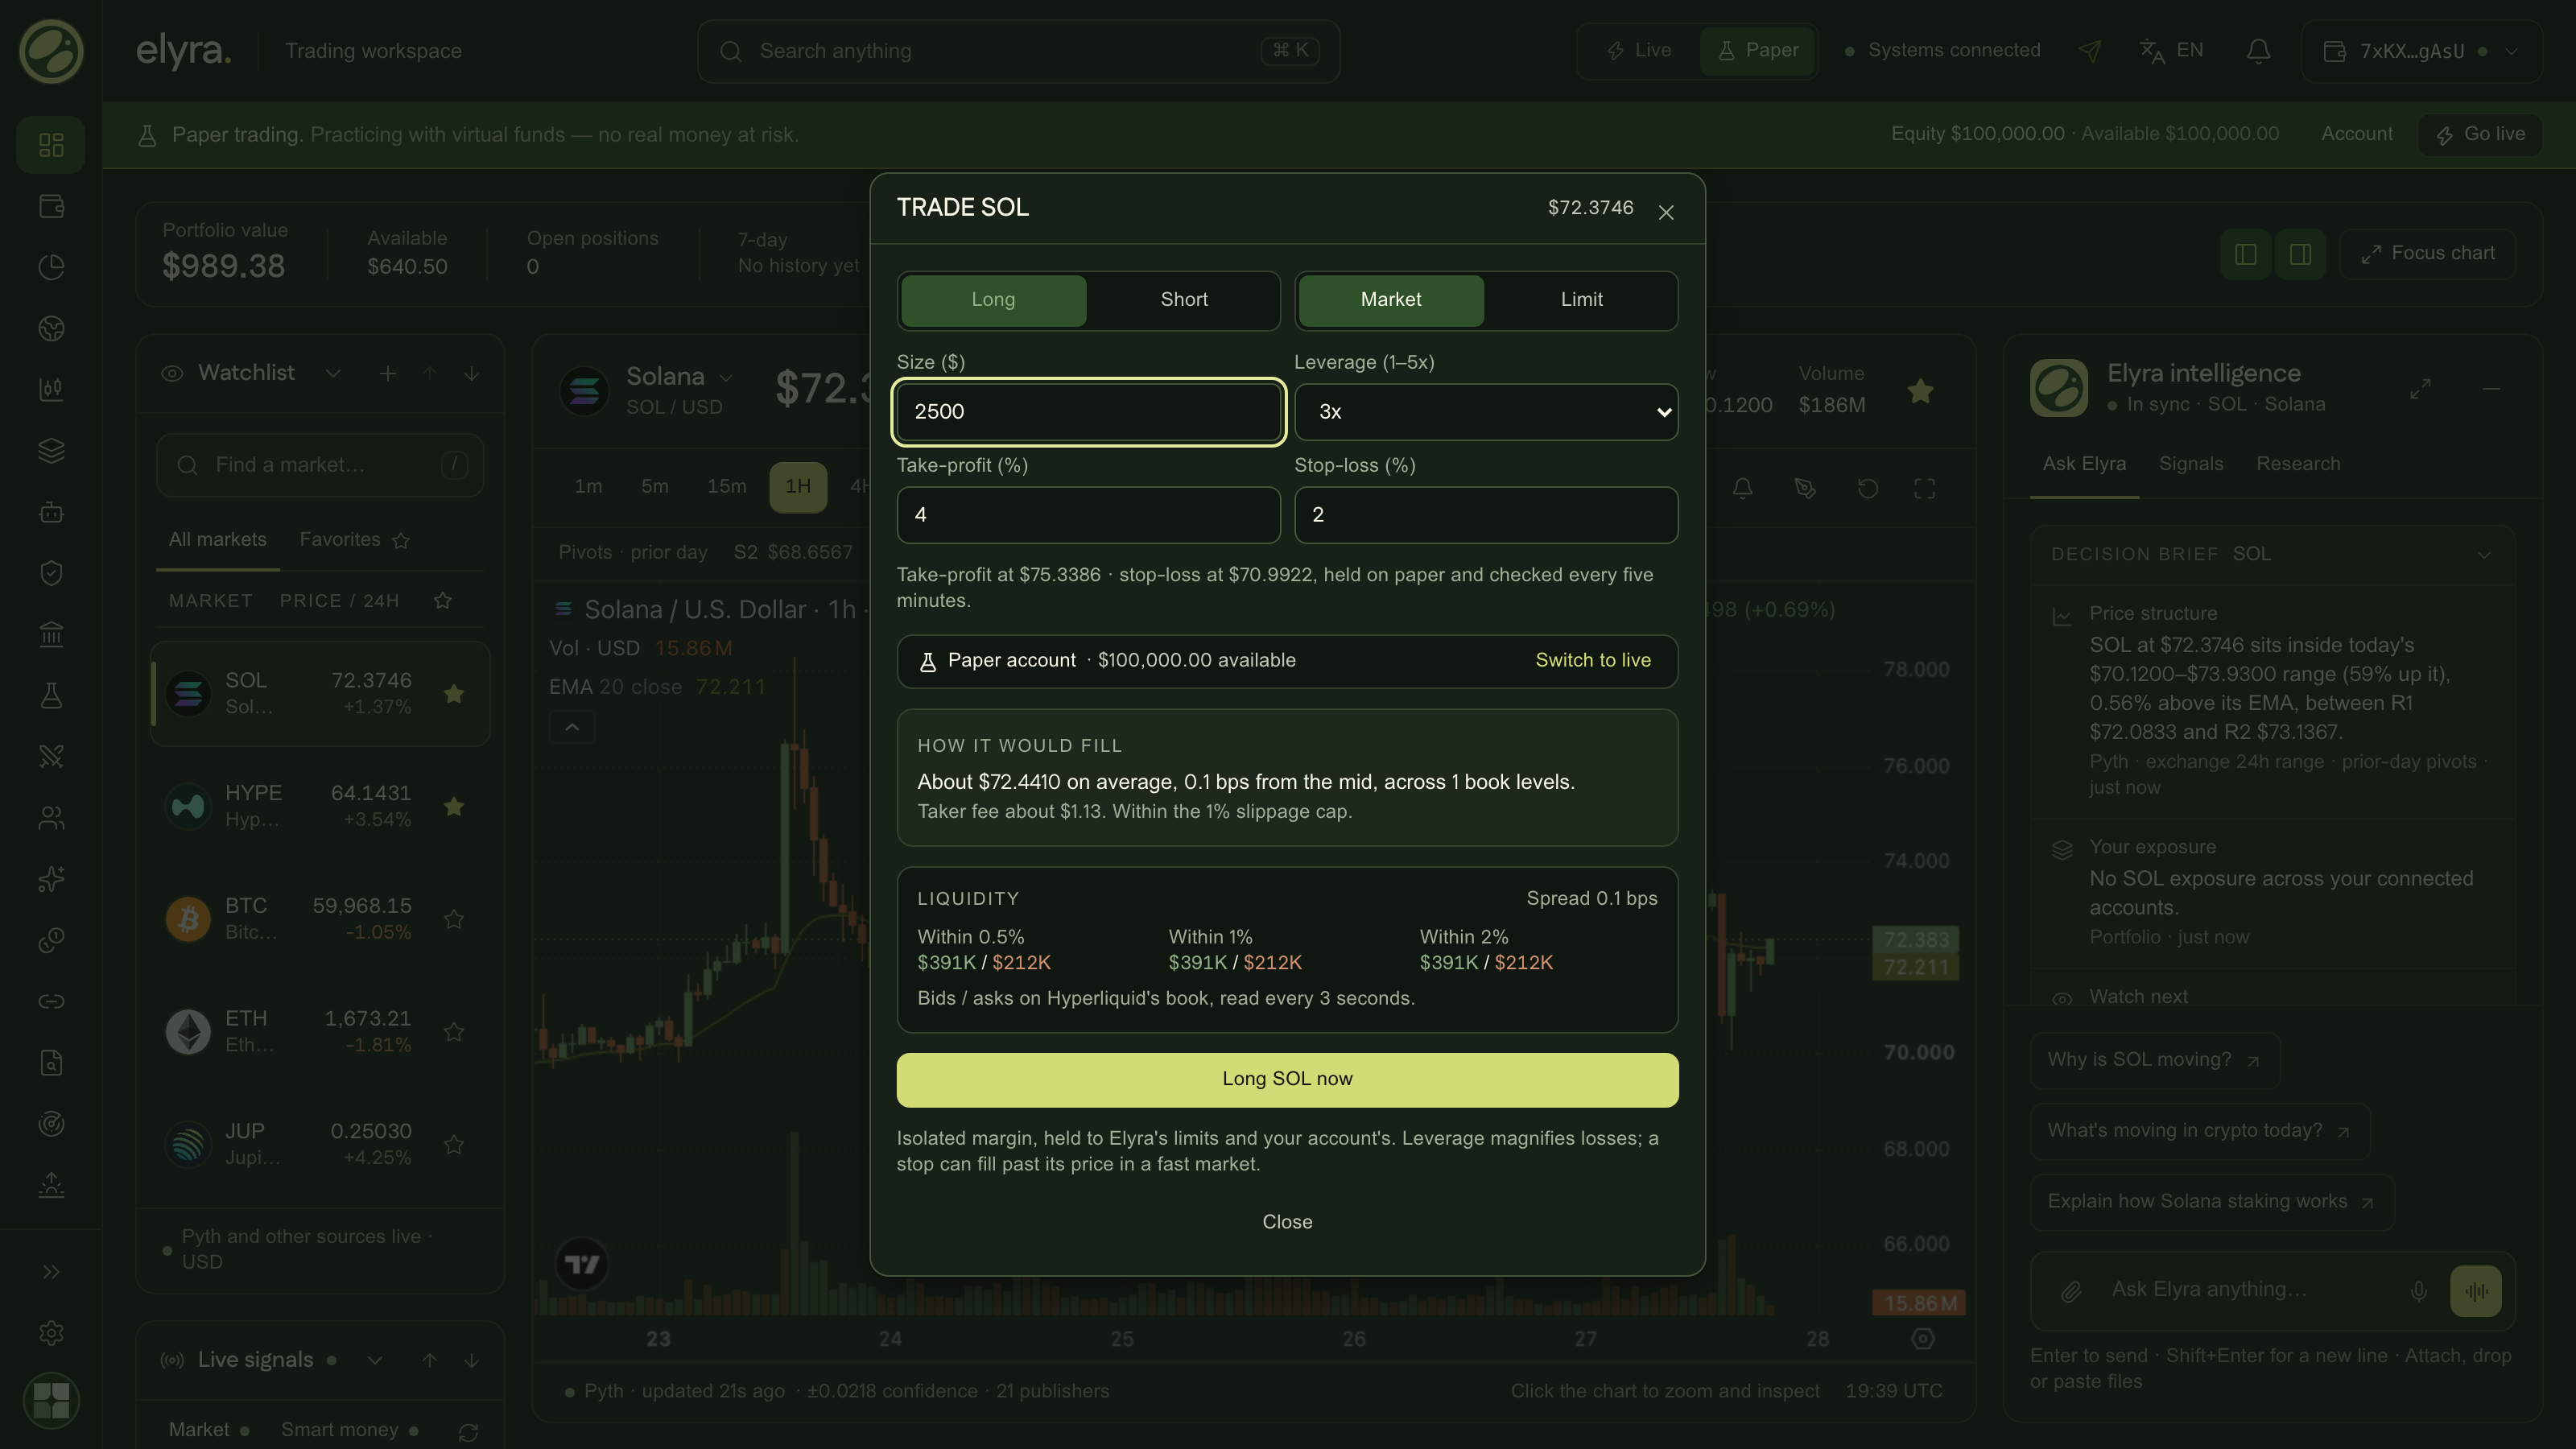 elyra.
Trading workspace
Search anything
⌘ K
Live
Paper
Systems connected
EN
7xKX…gAsU
Paper trading. Practicing with virtual funds — no real money at risk.
Equity $100,000.00 · Available $100,000.00
Account
Go live
Portfolio value
$989.38
Available
$640.50
Open positions
0
7-day
No history yet
Focus chart
Watchlist
Find a market…
/
All markets
Favorites
MARKET
PRICE / 24H
SOL
72.3746
Sol…
+1.37%
HYPE
64.1431
Hyp…
+3.54%
BTC
59,968.15
Bitc…
-1.05%
ETH
1,673.21
Eth…
-1.81%
JUP
0.25030
Jupi…
+4.25%
Pyth and other sources live ·
USD
Live signals
Market
Smart money
Solana
SOL / USD
$72.3
Volume
0.1200
$186M
1m
5m
15m
1H
4H
Pivots · prior day
S2 $68.6567
Solana / U.S. Dollar · 1h ·
98 (+0.69%)
Vol · USD 15.86 M
EMA 20 close 72.211
78.000
76.000
74.000
72.383
72.211
70.000
68.000
66.000
15.86 M
23
24
25
26
27
28
Pyth · updated 21s ago · ±0.0218 confidence · 21 publishers
Click the chart to zoom and inspect
19:39 UTC
TRADE SOL
$72.3746
Long
Short
Market
Limit
Size ($)
Leverage (1–5x)
2500
3x
Take-profit (%)
Stop-loss (%)
4
2
Take-profit at $75.3386 · stop-loss at $70.9922, held on paper and checked every five
minutes.
Paper account · $100,000.00 available
Switch to live
HOW IT WOULD FILL
About $72.4410 on average, 0.1 bps from the mid, across 1 book levels.
Taker fee about $1.13. Within the 1% slippage cap.
LIQUIDITY
Spread 0.1 bps
Within 0.5%
Within 1%
Within 2%
$391K / $212K
$391K / $212K
$391K / $212K
Bids / asks on Hyperliquid's book, read every 3 seconds.
Long SOL now
Isolated margin, held to Elyra's limits and your account's. Leverage magnifies losses; a
stop can fill past its price in a fast market.
Close
Elyra intelligence
In sync · SOL · Solana
Ask Elyra
Signals
Research
DECISION BRIEF SOL
Price structure
SOL at $72.3746 sits inside today's
$70.1200–$73.9300 range (59% up it),
0.56% above its EMA, between R1
$72.0833 and R2 $73.1367.
Pyth · exchange 24h range · prior-day pivots ·
just now
Your exposure
No SOL exposure across your connected
accounts.
Portfolio · just now
Watch next
Why is SOL moving?
What's moving in crypto today?
Explain how Solana staking works
Ask Elyra anything…
Enter to send · Shift+Enter for a new line · Attach, drop
or paste files